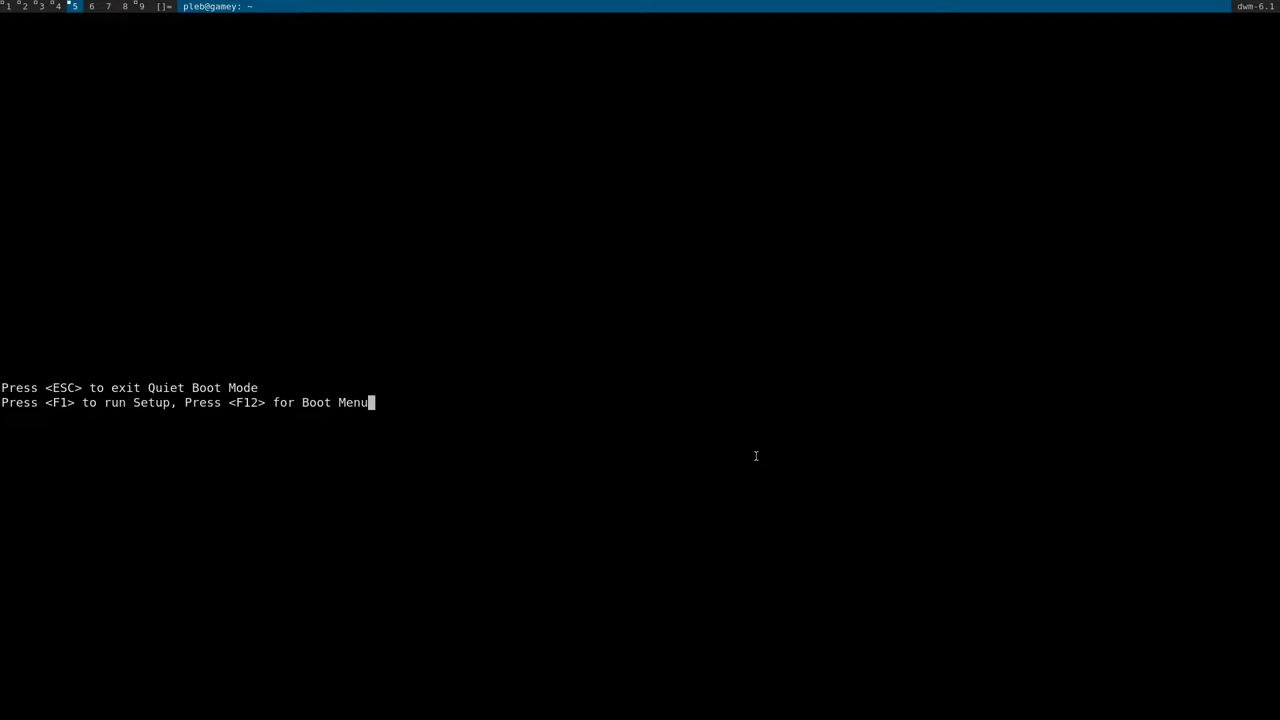 1 2 3 4 5 6 7 8 9 []= pleb@gamey: ~ dwm-6.1
Press <ESC> to exit Quiet Boot Mode
Press <F1> to run Setup, Press <F12> for Boot Menu